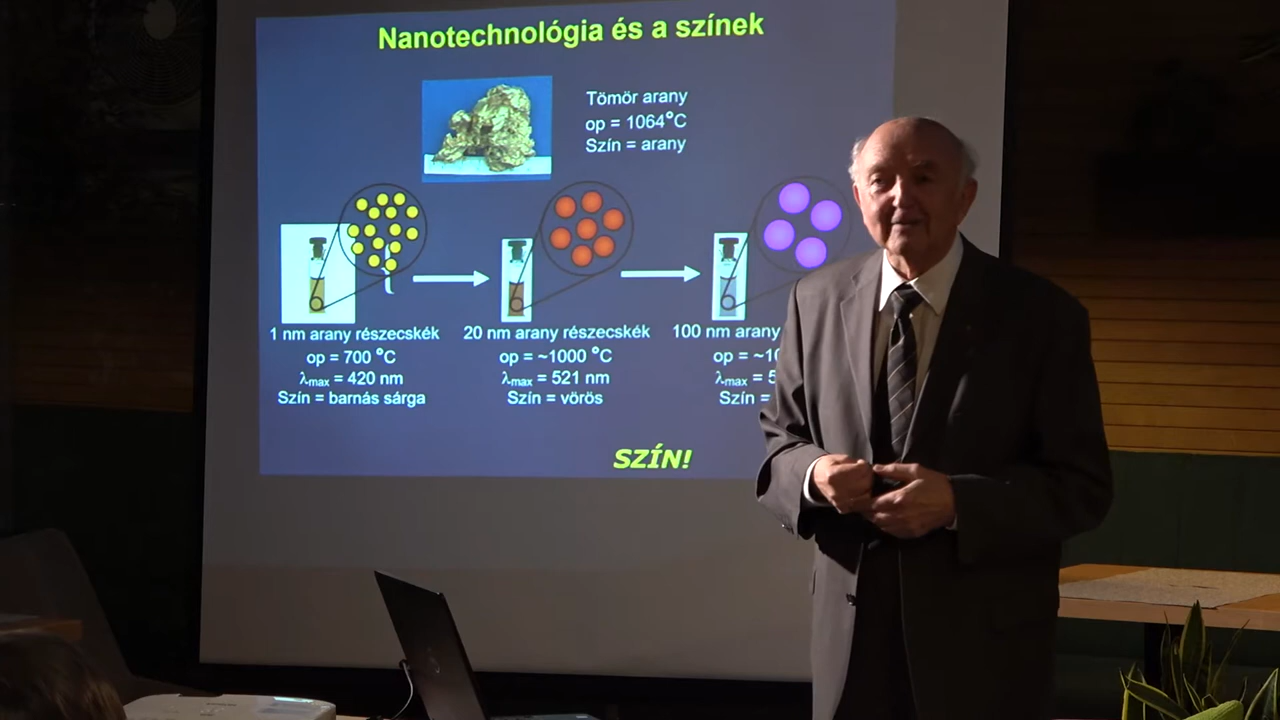 Nanotechnológia és a színek
Tömör arany
op = 1064°C
Szín = arany
1 nm arany részecskék
op = 700 °C
λmax = 420 nm
Szín = barnás sárga
20 nm arany részecskék
op = ~1000 °C
λmax = 521 nm
Szín = vörös
100 nm arany
op = ~10
λmax = 5
Szín =
SZÍN!